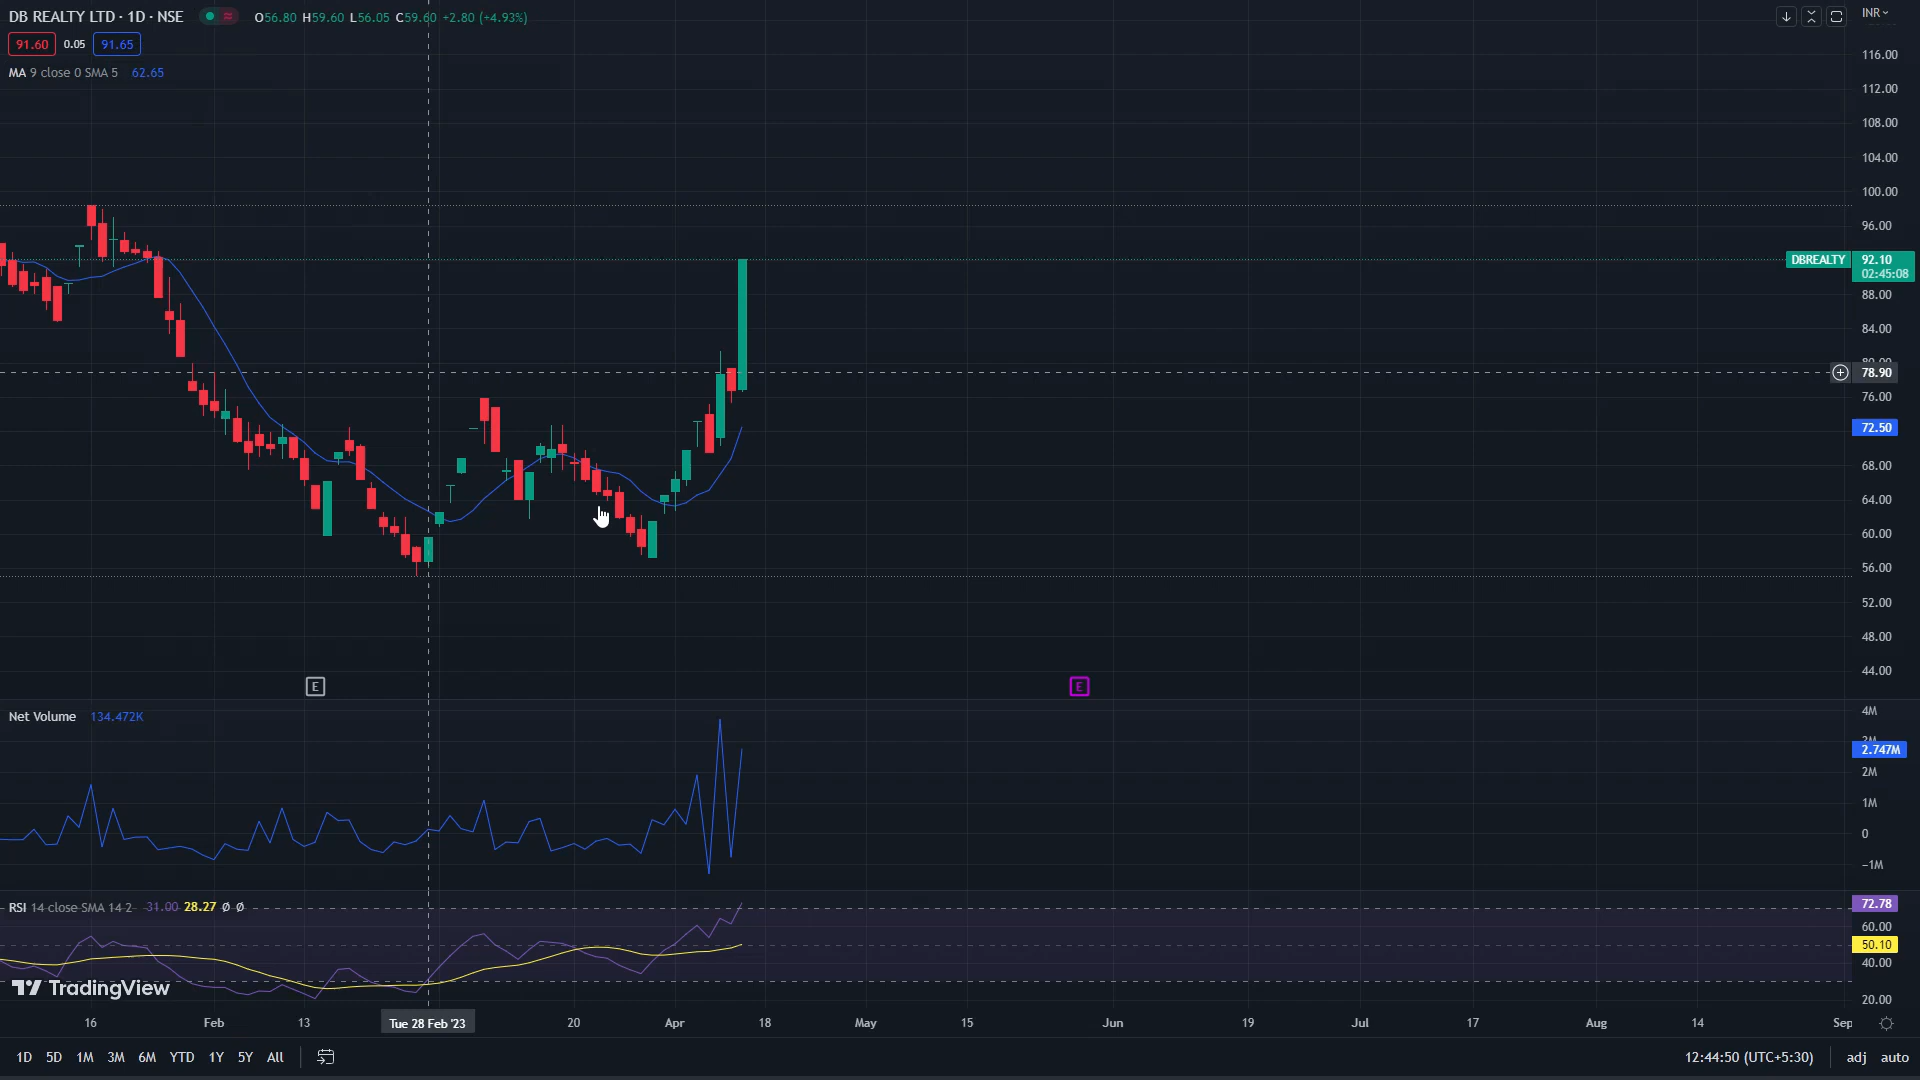 DB REALTY LTD · 1D · NSE O56.80 H59.60 L56.05 C59.60 +2.80 (+4.93%)
INR
91.60 0.05 91.65
MA 9 close 0 SMA 5 62.65
116.00
112.00
108.00
104.00
100.00
96.00
DBREALTY 92.10
02:45:08
88.00
84.00
80.00
78.90
76.00
72.50
68.00
64.00
60.00
56.00
52.00
48.00
44.00
E E
Net Volume 134.472K
4M
3M
2.747M
2M
1M
0
−1M
RSI 14 close SMA 14 2 31.00 28.27 Ø Ø
72.78
60.00
50.10
40.00
TradingView
20.00
16 Feb 13 Tue 28 Feb '23 20 Apr 18 May 15 Jun 19 Jul 17 Aug 14 Sep
1D 5D 1M 3M 6M YTD 1Y 5Y All 12:44:50 (UTC+5:30) adj auto